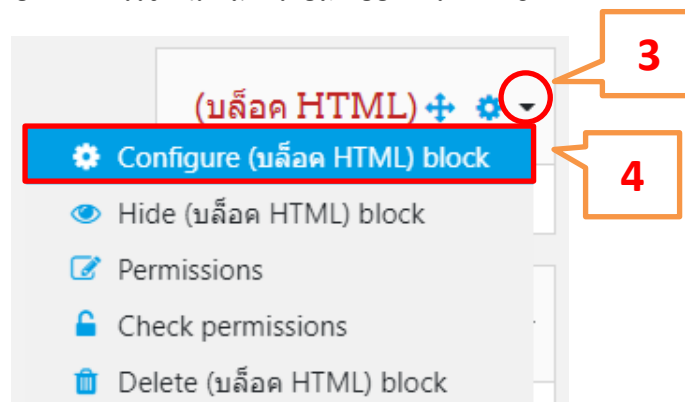 3
(บล็อค HTML)
Configure (บล็อค HTML) block
4
Hide (บล็อค HTML) block
Permissions
Check permissions
Delete (บล็อค HTML) block